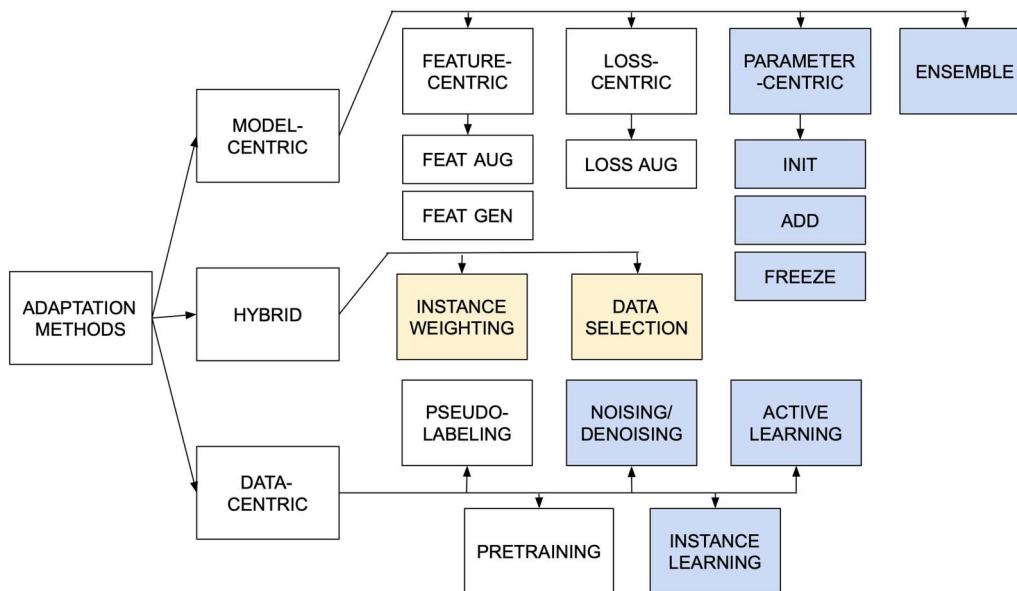 FEATURE-
CENTRIC
LOSS-
CENTRIC
PARAMETER
-CENTRIC
ENSEMBLE
MODEL-
CENTRIC
FEAT AUG
LOSS AUG
INIT
FEAT GEN
ADD
FREEZE
ADAPTATION
METHODS
HYBRID
INSTANCE
WEIGHTING
DATA
SELECTION
PSEUDO-
LABELING
NOISING/
DENOISING
ACTIVE
LEARNING
DATA-
CENTRIC
PRETRAINING
INSTANCE
LEARNING